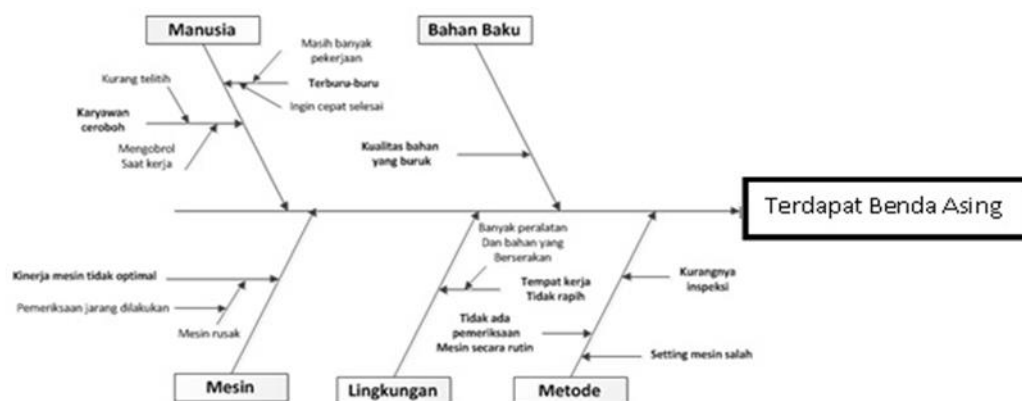 Manusia
Bahan Baku
Masih banyak
pekerjaan
Kurang telitih
Terburu-buru
Ingin cepat selesai
Karyawan
ceroboh
Mengobrol
Saat kerja
Kualitas bahan
yang buruk
Terdapat Benda Asing
Banyak peralatan
Dan bahan yang
Berserakan
Kinerja mesin tidak optimal
Tempat kerja
Tidak rapih
Kurangnya
inspeksi
Pemeriksaan jarang dilakukan
Mesin rusak
Tidak ada
pemeriksaan
Mesin secara rutin
Setting mesin salah
Mesin
Lingkungan
Metode